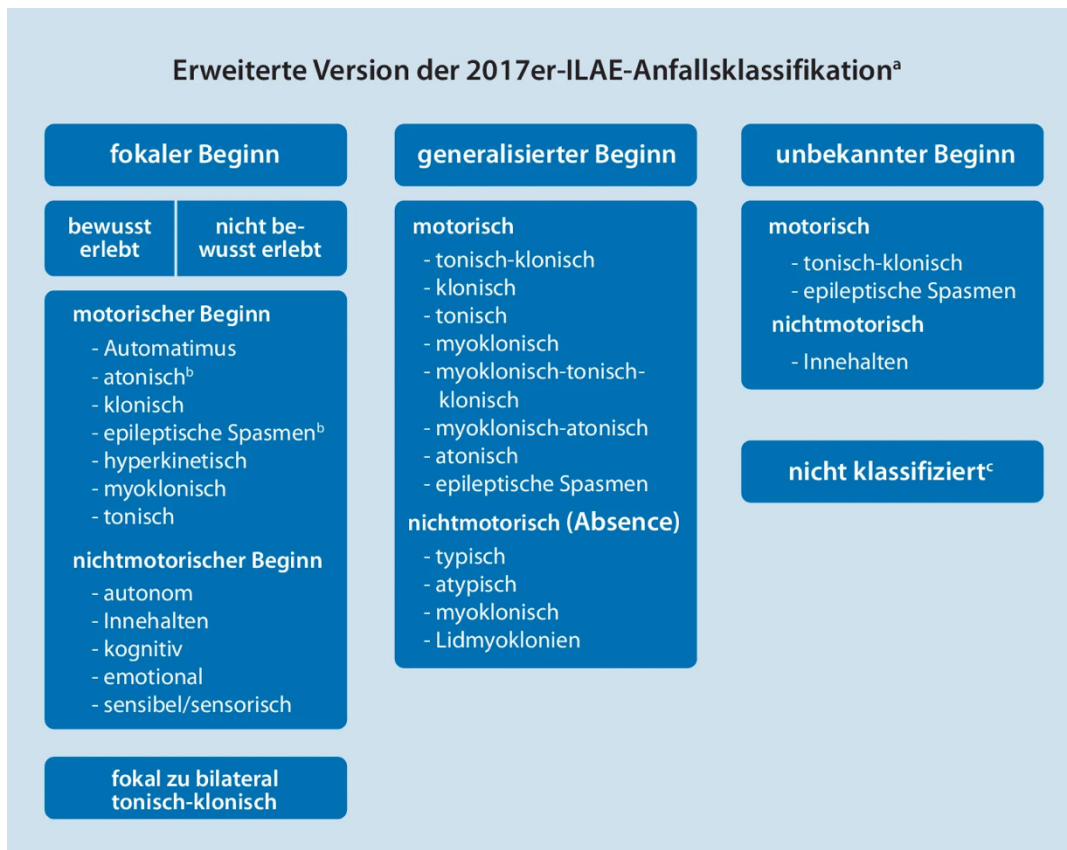 Erweiterte Version der 2017er-ILAE-Anfallsklassifikationᵃ
fokaler Beginn
bewusst
erlebt
nicht be-
wusst erlebt
motorischer Beginn
- Automatimus
- atonischᵇ
- klonisch
- epileptische Spasmenᵇ
- hyperkinetisch
- myoklonisch
- tonisch
nichtmotorischer Beginn
- autonom
- Innehalten
- kognitiv
- emotional
- sensibel/sensorisch
fokal zu bilateral
tonisch-klonisch
generalisierter Beginn
motorisch
- tonisch-klonisch
- klonisch
- tonisch
- myoklonisch
- myoklonisch-tonisch-
klonisch
- myoklonisch-atonisch
- atonisch
- epileptische Spasmen
nichtmotorisch (Absence)
- typisch
- atypisch
- myoklonisch
- Lidmyoklonien
unbekannter Beginn
motorisch
- tonisch-klonisch
- epileptische Spasmen
nichtmotorisch
- Innehalten
nicht klassifiziertᶜ